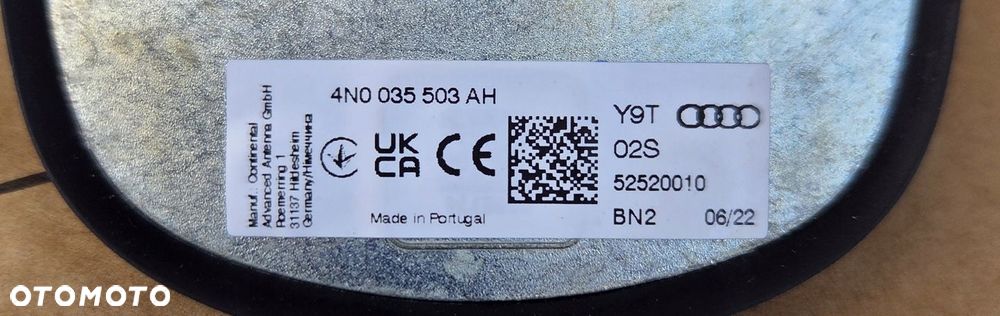 4N0 035 503 AH
Manuf.: Continental
Advanced Antenna GmbH
Roemerring 1
31137 Hildesheim
Germany/Німеччина
UK
CA
CE
Made in Portugal
Y9T
02S
52520010
BN2 06/22
OTOMOTO